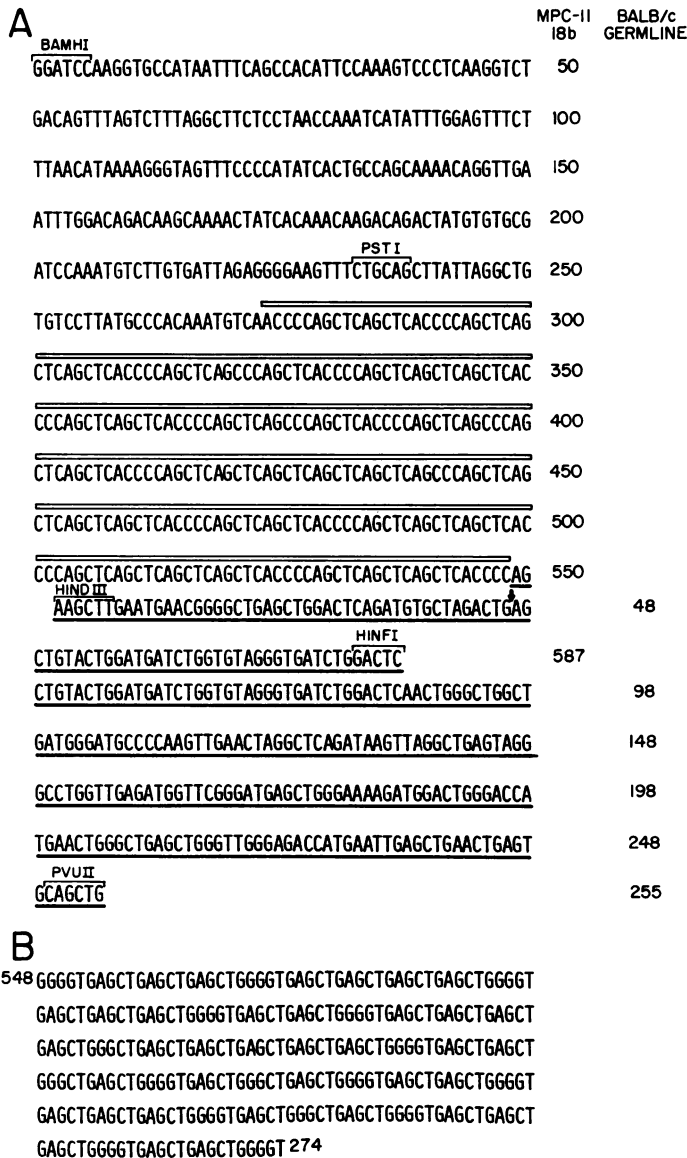 A
MPC-11
18b
BALB/c
GERMLINE
BAMHI
GGATCCAAGGTGCCATAATTTCAGCCACATTCCAAAGTCCCTCAAGGTCT 50
GACAGTTTAGTCTTTAGGCTTCTCCTAACCAAATCATATTTGGAGTTTCT 100
TTAACATAAAAGGGTAGTTTCCCCATATCACTGCCAGCAAAACAGGTTGA 150
ATTTGGACAGACAAGCAAAACTATCACAAACAAGACAGACTATGTGTGCG 200
PST I
ATCCAAATGTCTTGTGATTAGAGGGGAAGTTTCTGCAGCTTATTAGGCTG 250
TGTCCTTATGCCCACAAATGTCAACCCCAGCTCAGCTCACCCCAGCTCAG 300
CTCAGCTCACCCCAGCTCAGCCCAGCTCACCCCAGCTCAGCTCAGCTCAC 350
CCCAGCTCAGCTCACCCCAGCTCAGCCCAGCTCACCCCAGCTCAGCCCAG 400
CTCAGCTCACCCCAGCTCAGCTCAGCTCAGCTCAGCTCAGCCCAGCTCAG 450
CTCAGCTCAGCTCACCCCAGCTCAGCTCACCCCAGCTCAGCTCAGCTCAC 500
CCCAGCTCAGCTCAGCTCAGCTCACCCCAGCTCAGCTCAGCTCACCCCAG 550
HIND III
AAGCTTGAATGAACGGGGCTGAGCTGGACTCAGATGTGCTAGACTGAG 48
HINFI
CTGTACTGGATGATCTGGTGTAGGGTGATCTGGACTC 587
CTGTACTGGATGATCTGGTGTAGGGTGATCTGGACTCAACTGGGCTGGCT 98
GATGGGATGCCCCAAGTTGAACTAGGCTCAGATAAGTTAGGCTGAGTAGG 148
GCCTGGTTGAGATGGTTCGGGATGAGCTGGGAAAAGATGGACTGGGACCA 198
TGAACTGGGCTGAGCTGGGTTGGGAGACCATGAATTGAGCTGAACTGAGT 248
PVUII
GCAGCTG 255
B
548 GGGGTGAGCTGAGCTGAGCTGGGGTGAGCTGAGCTGAGCTGAGCTGGGGT
GAGCTGAGCTGAGCTGGGGTGAGCTGAGCTGGGGTGAGCTGAGCTGAGCT
GAGCTGGGCTGAGCTGAGCTGAGCTGAGCTGAGCTGGGGTGAGCTGAGCT
GGGCTGAGCTGGGGTGAGCTGGGCTGAGCTGGGGTGAGCTGAGCTGGGGT
GAGCTGAGCTGAGCTGGGGTGAGCTGGGCTGAGCTGGGGTGAGCTGAGCT
GAGCTGGGGTGAGCTGAGCTGGGGT 274